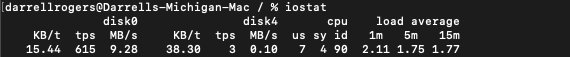 [darrellrogers@Darrells-Michigan-Mac / % iostat
disk0 disk4 cpu load average
KB/t tps MB/s KB/t tps MB/s us sy id 1m 5m 15m
15.44 615 9.28 38.30 3 0.10 7 4 90 2.11 1.75 1.77